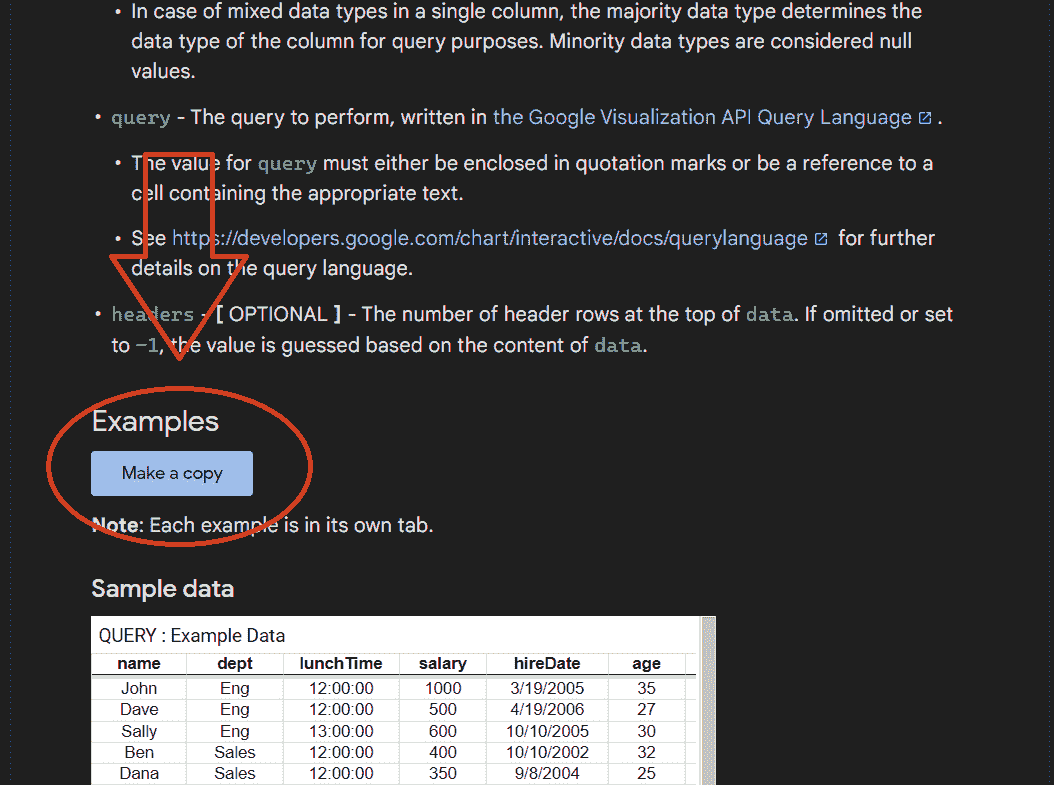 • In case of mixed data types in a single column, the majority data type determines the
data type of the column for query purposes. Minority data types are considered null
values.
• query - The query to perform, written in the Google Visualization API Query Language .
• The value for query must either be enclosed in quotation marks or be a reference to a
cell containing the appropriate text.
• See https://developers.google.com/chart/interactive/docs/querylanguage for further
details on the query language.
• headers - [ OPTIONAL ] - The number of header rows at the top of data. If omitted or set
to -1, the value is guessed based on the content of data.
Examples
Make a copy
Note: Each example is in its own tab.
Sample data
QUERY : Example Data
name dept lunchTime salary hireDate age
John Eng 12:00:00 1000 3/19/2005 35
Dave Eng 12:00:00 500 4/19/2006 27
Sally Eng 13:00:00 600 10/10/2005 30
Ben Sales 12:00:00 400 10/10/2002 32
Dana Sales 12:00:00 350 9/8/2004 25